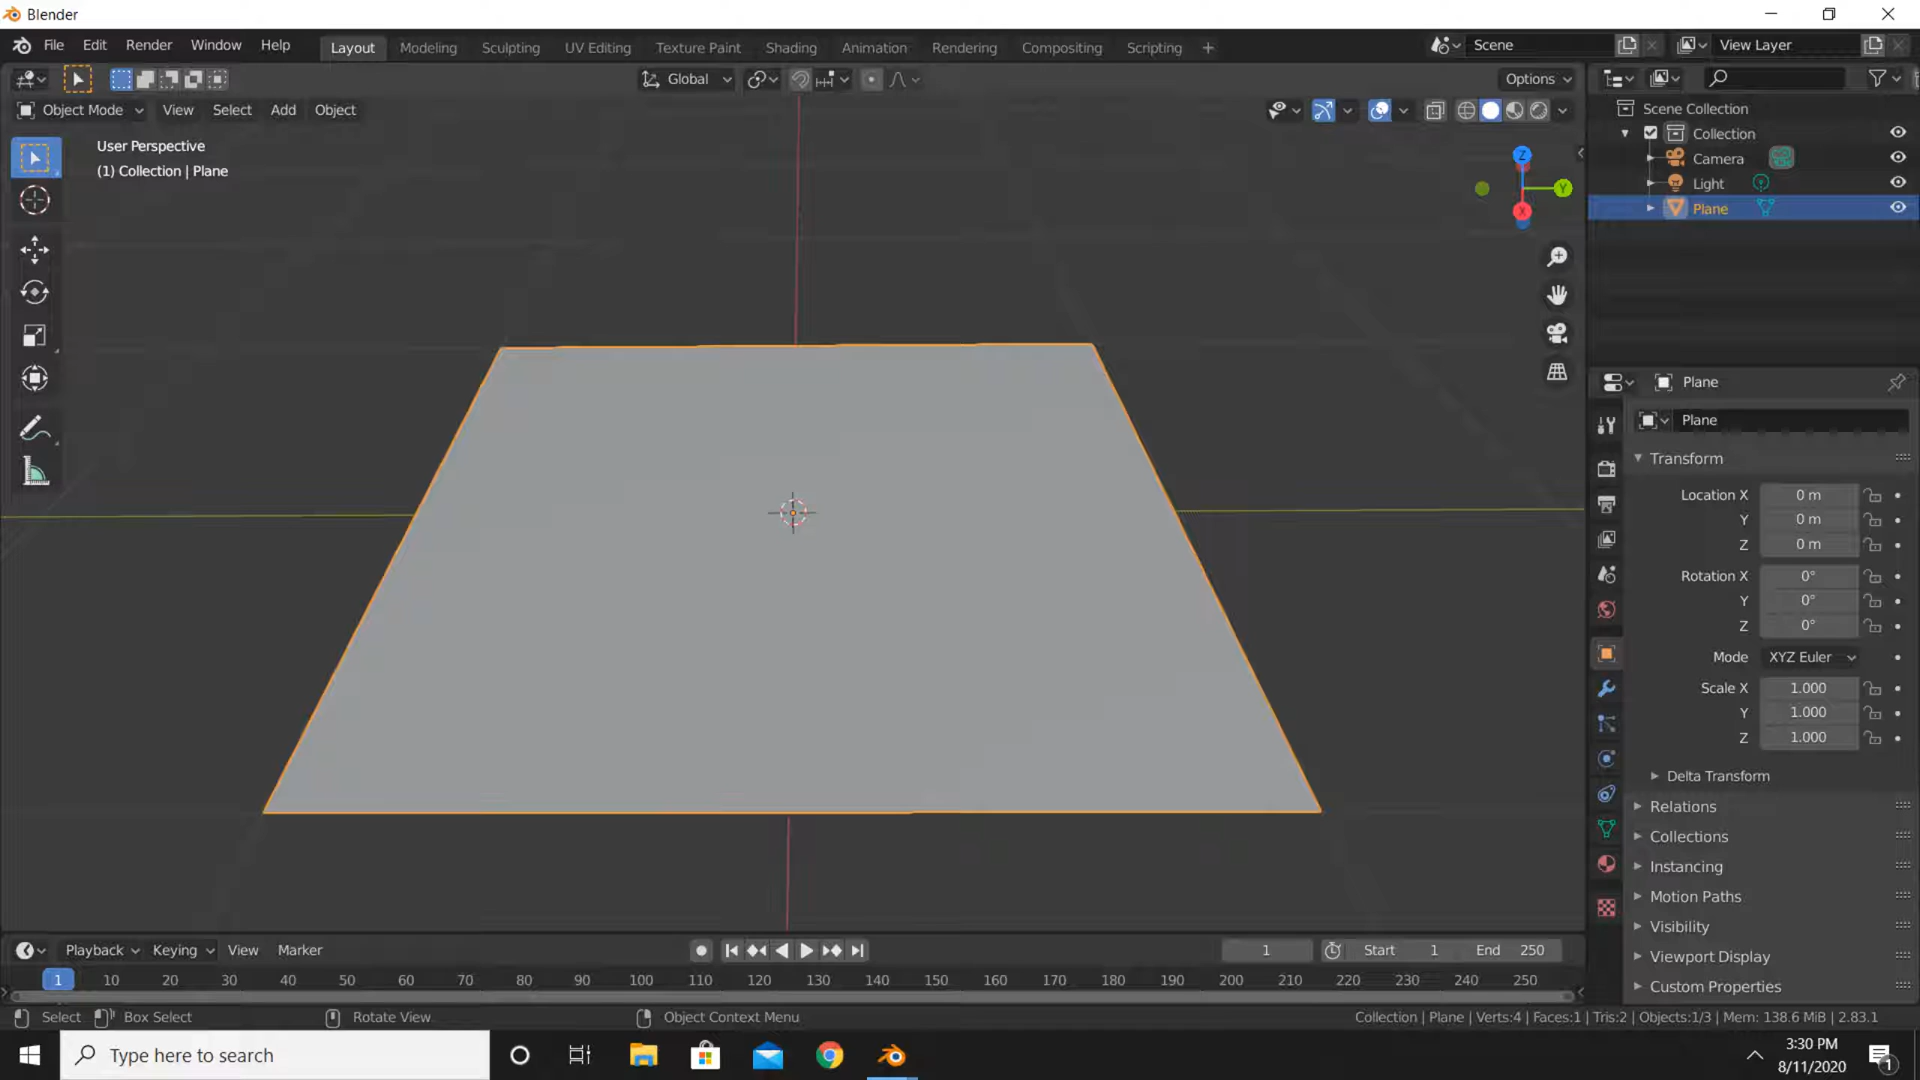 Blender
File Edit Render Window Help Layout Modeling Sculpting UV Editing Texture Paint Shading Animation Rendering Compositing Scripting + Scene View Layer
Global Options
Object Mode View Select Add Object
User Perspective
(1) Collection | Plane
Z
Y
X
Scene Collection
Collection
Camera
Light
Plane
Plane
Plane
Transform
Location X 0 m
Y 0 m
Z 0 m
Rotation X 0°
Y 0°
Z 0°
Mode XYZ Euler
Scale X 1.000
Y 1.000
Z 1.000
Delta Transform
Relations
Collections
Instancing
Motion Paths
Visibility
Viewport Display
Custom Properties
Playback Keying View Marker 1 Start 1 End 250
1 10 20 30 40 50 60 70 80 90 100 110 120 130 140 150 160 170 180 190 200 210 220 230 240 250
Select Box Select Rotate View Object Context Menu Collection | Plane | Verts:4 | Faces:1 | Tris:2 | Objects:1/3 | Mem: 138.6 MiB | 2.83.1
Type here to search
3:30 PM
8/11/2020
1